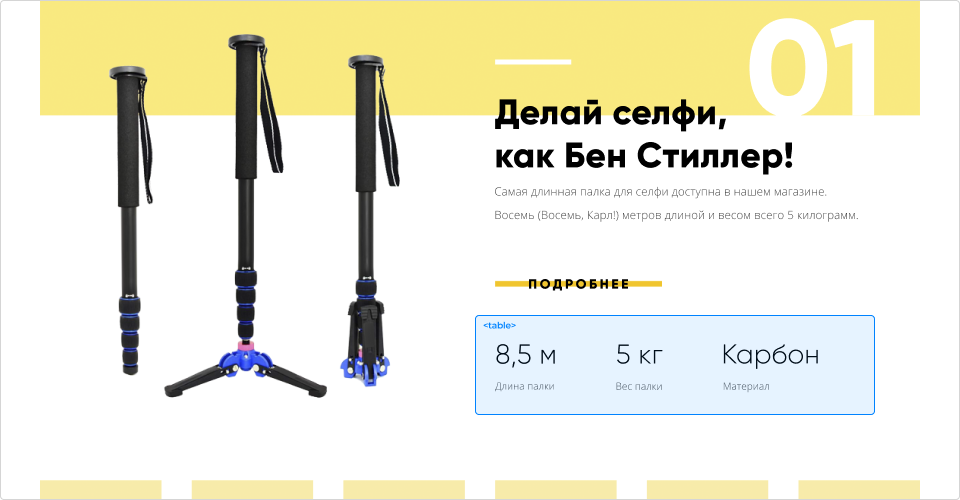 01
Делай селфи,
как Бен Стиллер!
Самая длинная палка для селфи доступна в нашем магазине.
Восемь (Восемь, Карл!) метров длиной и весом всего 5 килограмм.
ПОДРОБНЕЕ
<table>
8,5 м 5 кг Карбон
Длина палки Вес палки Материал